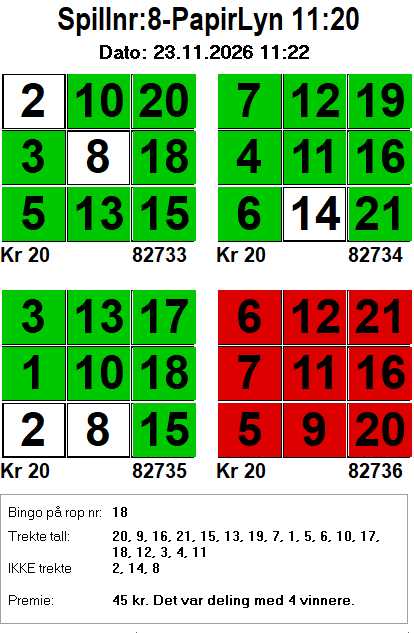 Spillnr:8-PapirLyn 11:20
Dato: 23.11.2026 11:22
2 10 20
3 8 18
5 13 15
Kr 20 82733
7 12 19
4 11 16
6 14 21
Kr 20 82734
3 13 17
1 10 18
2 8 15
Kr 20 82735
6 12 21
7 11 16
5 9 20
Kr 20 82736
Bingo på rop nr: 18
Trekte tall: 20, 9, 16, 21, 15, 13, 19, 7, 1, 5, 6, 10, 17,
18, 12, 3, 4, 11
IKKE trekte 2, 14, 8
Premie: 45 kr. Det var deling med 4 vinnere.